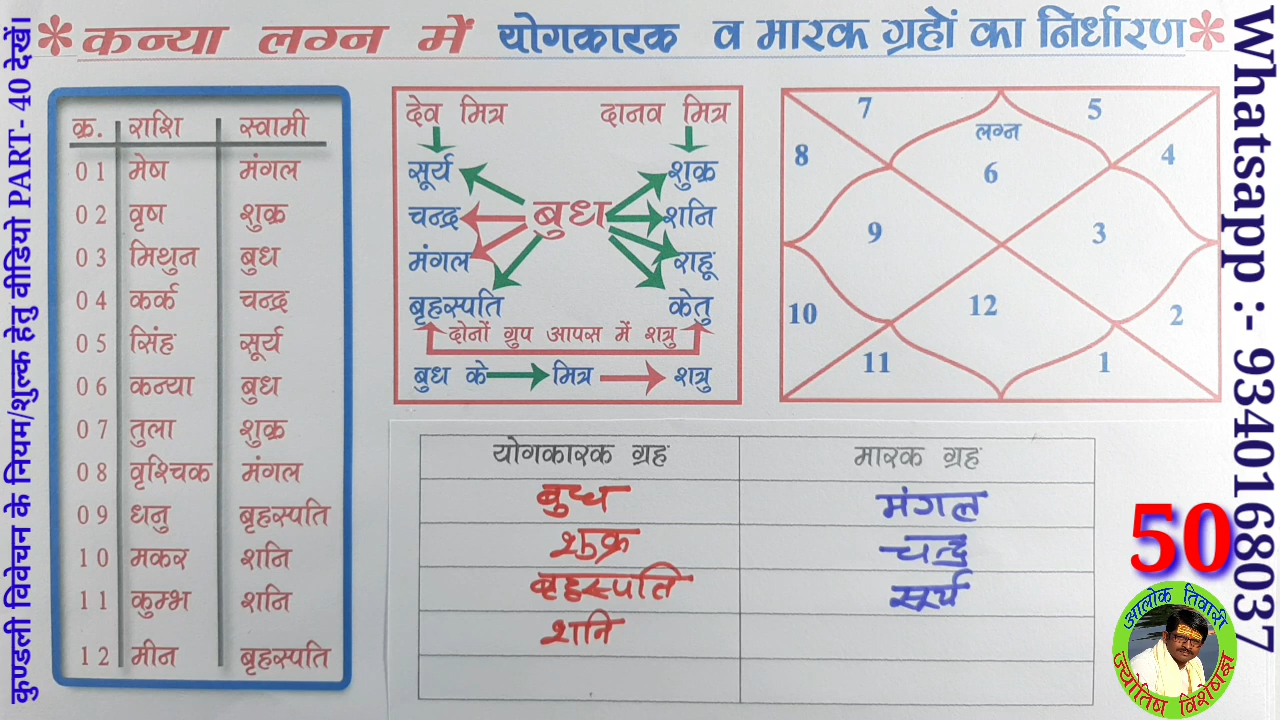 कुण्डली विवेचन के नियम/शुल्क हेतु वीडियो PART- 40 देखें।
*कन्या लग्न में योगकारक व मारक ग्रहों का निर्धारण*
क्र. राशि स्वामी
01 मेष मंगल
02 वृष शुक्र
03 मिथुन बुध
04 कर्क चन्द्र
05 सिंह सूर्य
06 कन्या बुध
07 तुला शुक्र
08 वृश्चिक मंगल
09 धनु बृहस्पति
10 मकर शनि
11 कुम्भ शनि
12 मीन बृहस्पति
देव मित्र दानव मित्र
सूर्य शुक्र
चन्द्र बुध शनि
मंगल राहू
बृहस्पति केतु
दोनों ग्रुप आपस में शत्रु
बुध के मित्र शत्रु
7 5
लग्न
8 6 4
9 3
10 12 2
11 1
योगकारक ग्रह मारक ग्रह
बुध मंगल
शुक्र चन्द्र
बृहस्पति सूर्य
शनि
Whatsapp :- 9340168037
50
आलोक तिवारी
ज्योतिष विशेषज्ञ